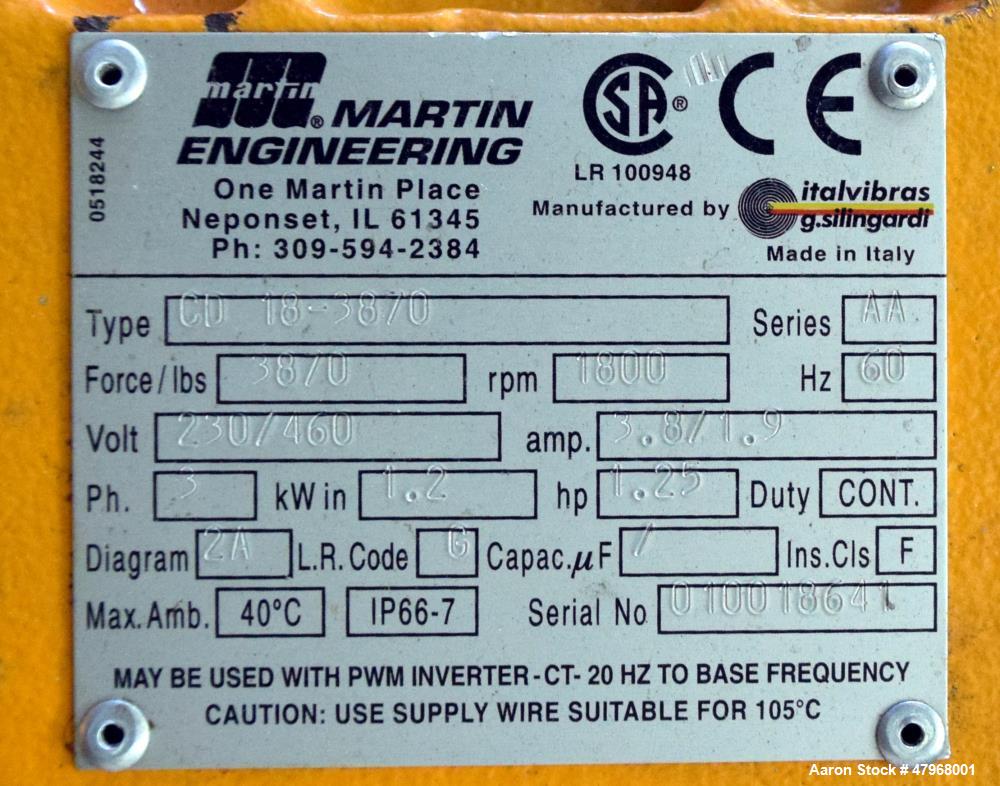 martin
® MARTIN
ENGINEERING
One Martin Place
Neponset, IL 61345
Ph: 309-594-2384
0518244
CSA ® CE
LR 100948
Manufactured by italvibras
g.silingardi
Made in Italy
Type CD 18-3870 Series AA
Force/lbs 3870 rpm 1800 Hz 60
Volt 230/460 amp. 3.8/1.9
Ph. 3 kW in 1.2 hp 1.25 Duty CONT.
Diagram 2A L.R. Code G Capac.μF / Ins.Cls F
Max. Amb. 40°C IP66-7 Serial No 010018641
MAY BE USED WITH PWM INVERTER -CT- 20 HZ TO BASE FREQUENCY
CAUTION: USE SUPPLY WIRE SUITABLE FOR 105°C
Aaron Stock # 47968001